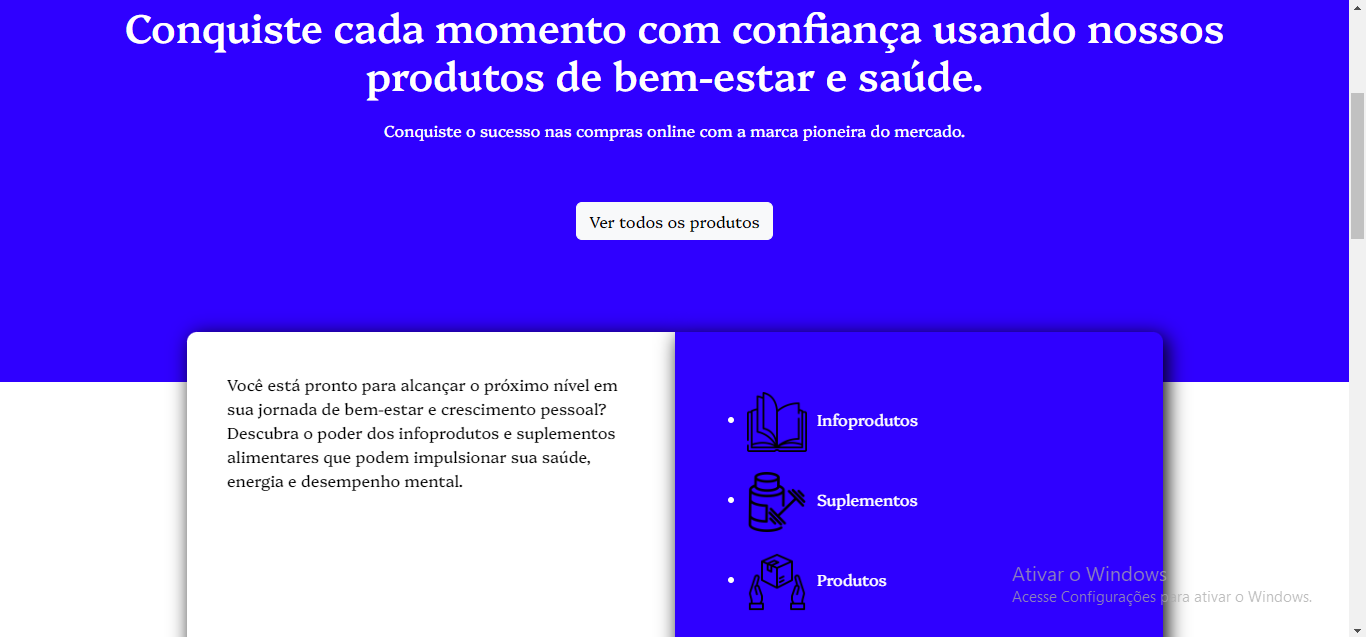 Conquiste cada momento com confiança usando nossos
produtos de bem-estar e saúde.
Conquiste o sucesso nas compras online com a marca pioneira do mercado.
Ver todos os produtos
Você está pronto para alcançar o próximo nível em
sua jornada de bem-estar e crescimento pessoal?
Descubra o poder dos infoprodutos e suplementos
alimentares que podem impulsionar sua saúde,
energia e desempenho mental.
Infoprodutos
Suplementos
Produtos
Ativar o Windows
Acesse Configurações para ativar o Windows.